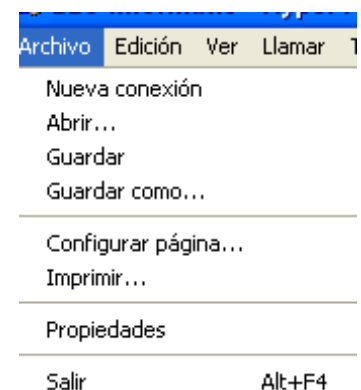 Archivo Edición Ver Llamar
Nueva conexión
Abrir...
Guardar
Guardar como...
Configurar página...
Imprimir...
Propiedades
Salir Alt+F4